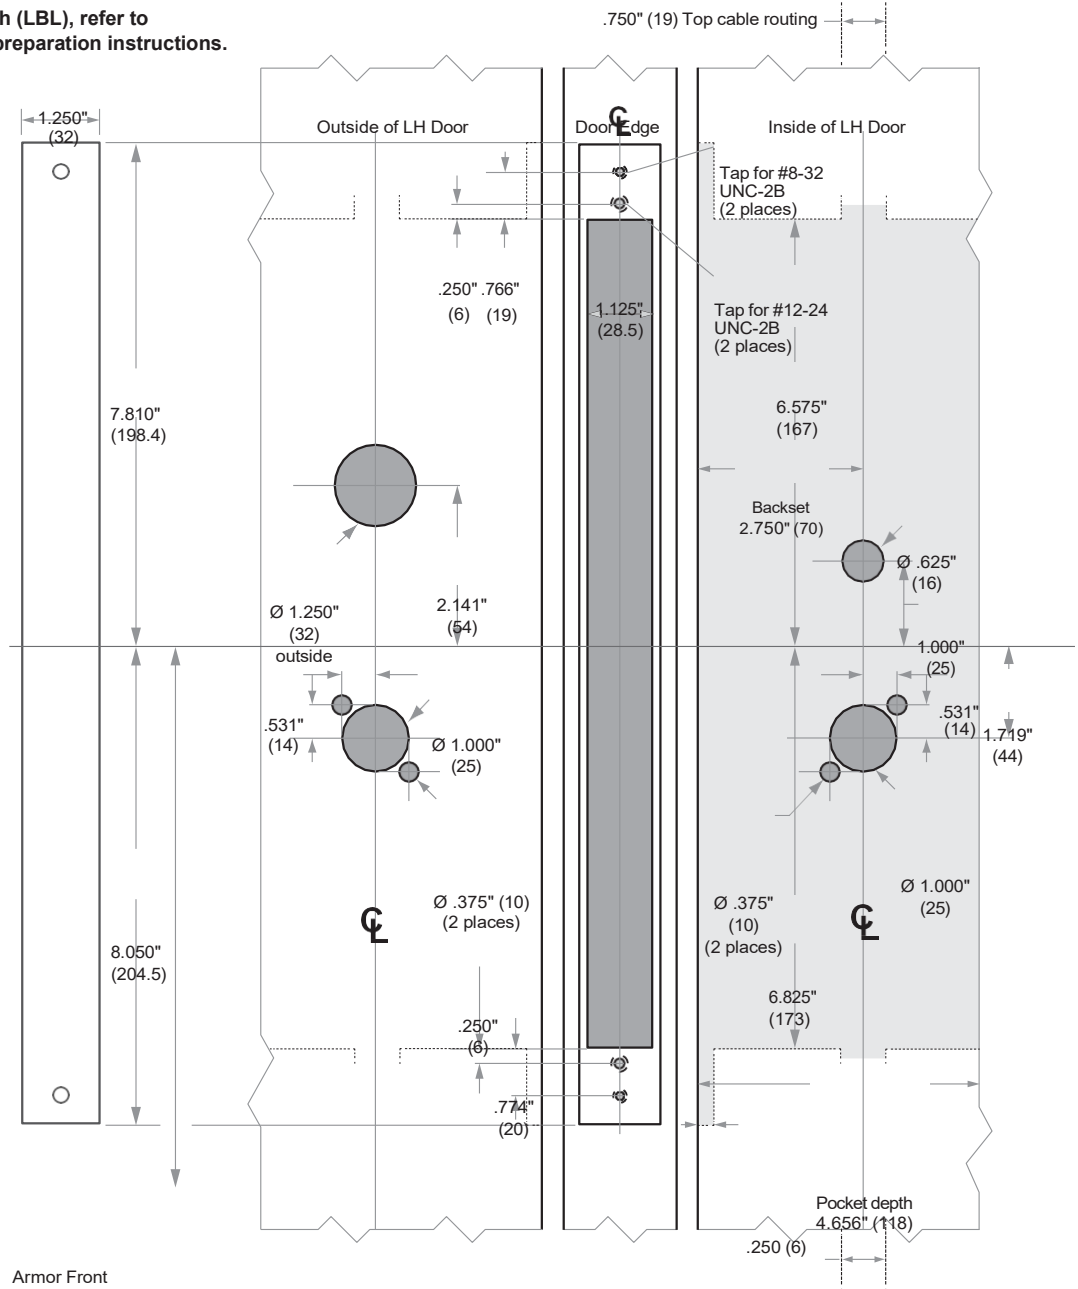 h (LBL), refer to
preparation instructions.
.750" (19) Top cable routing
1.250"
(32)
Outside of LH Door
Door Edge
Inside of LH Door
CL
Tap for #8-32
UNC-2B
(2 places)
.250" .766"
(6) (19)
1.125"
(28.5)
Tap for #12-24
UNC-2B
(2 places)
7.810"
(198.4)
6.575"
(167)
Backset
2.750" (70)
Ø .625"
(16)
Ø 1.250"
(32)
outside
2.141"
(54)
1.000"
(25)
.531"
(14)
Ø 1.000"
(25)
.531"
(14)
1.719"
(44)
Ø .375" (10)
(2 places)
CL
Ø .375"
(10)
(2 places)
Ø 1.000"
(25)
CL
8.050"
(204.5)
6.825"
(173)
.250"
(6)
.774"
(20)
Pocket depth
4.656" (118)
.250 (6)
Armor Front